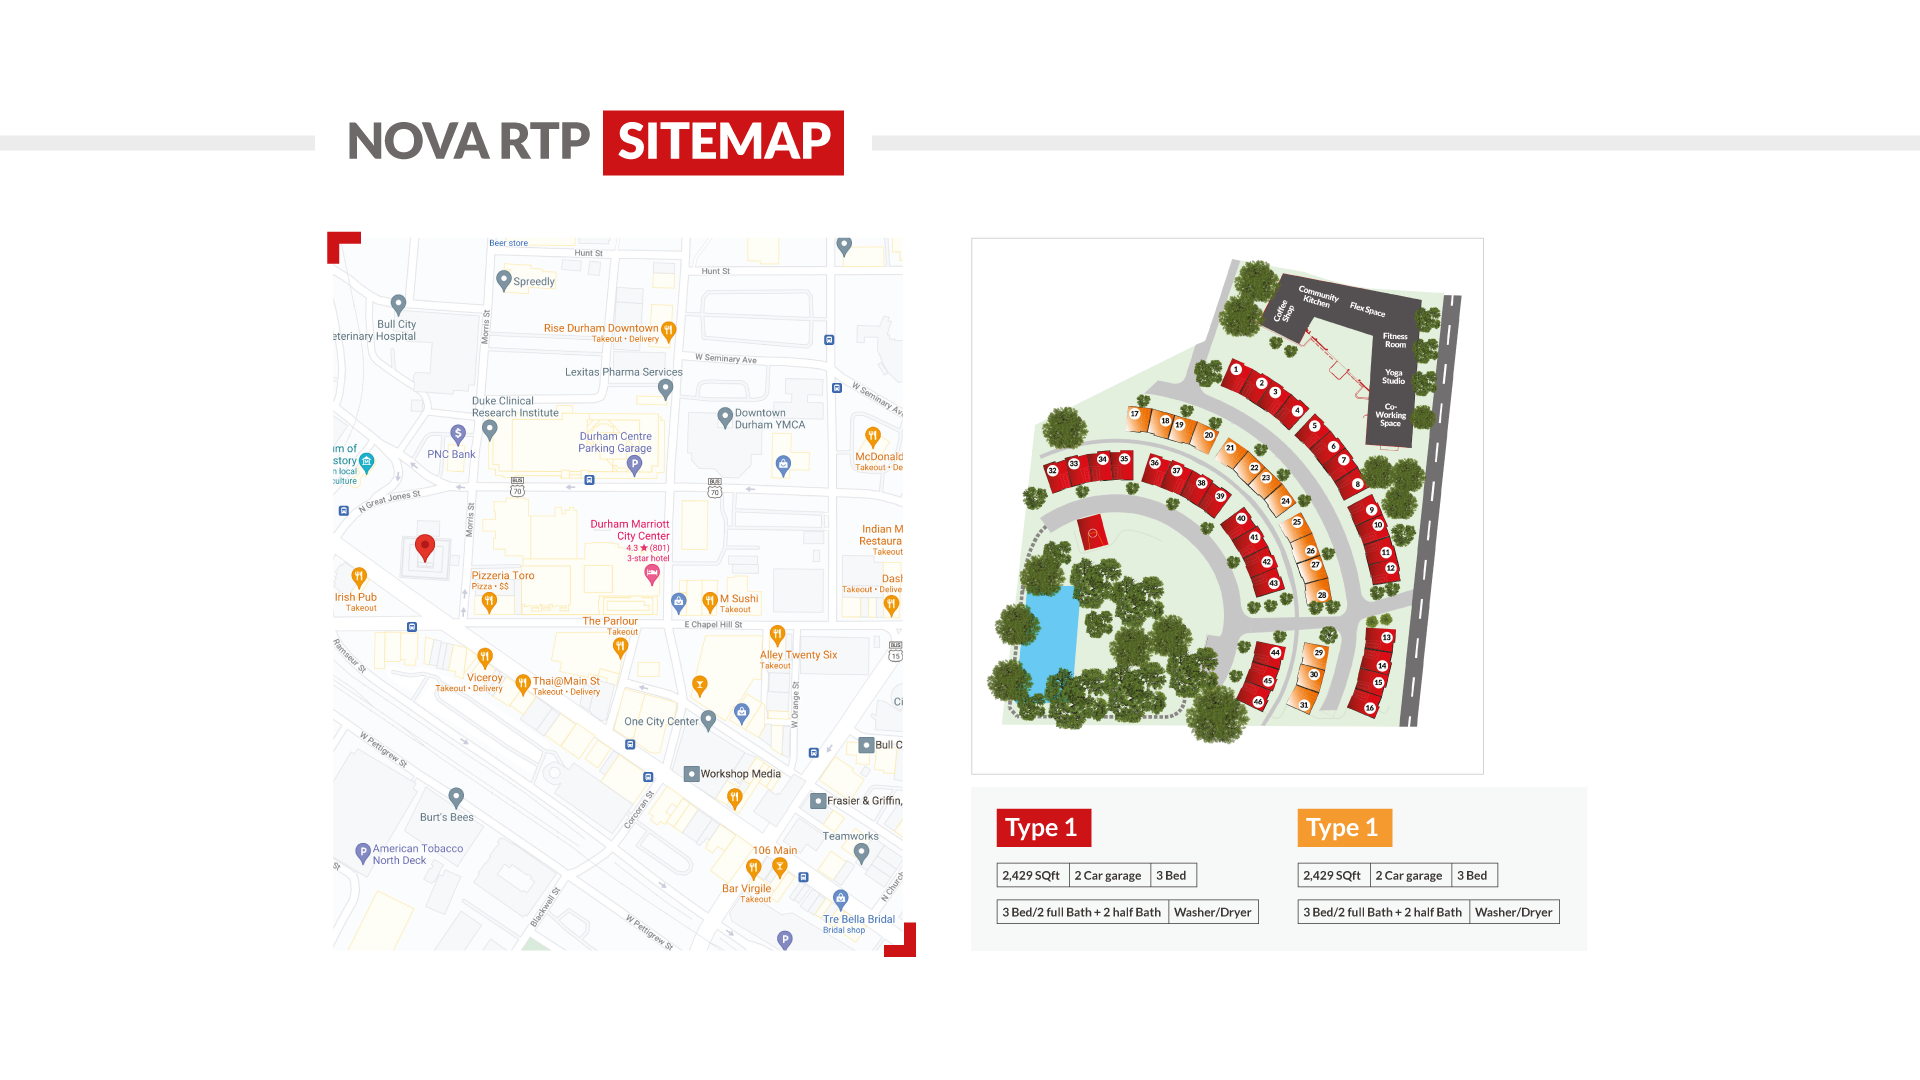 NOVA RTP SITEMAP
Beer store
Hunt St
Hunt St
Spreedly
Bull City
eterinary Hospital
Morris St
Rise Durham Downtown
Takeout • Delivery
W Seminary Ave
W Seminary Av
Lexitas Pharma Services
Duke Clinical
Research Institute
Downtown
Durham YMCA
Durham Centre
Parking Garage
PNC Bank
McDonald
Takeout • De
um of
story
n local
culture
BUS
70
BUS
70
N Great Jones St
Morris St
Durham Marriott
City Center
4.3 ★ (801)
3-star hotel
Indian M
Restaura
Takeout
Pizzeria Toro
Pizza • $$
Irish Pub
Takeout
M Sushi
Takeout
Dash
Takeout • Delive
The Parlour
Takeout
E Chapel Hill St
Alley Twenty Six
Takeout
BUS
15
Ramseur St
Viceroy
Takeout • Delivery
Thai@Main St
Takeout • Delivery
W Orange St
Ci
One City Center
Bull C
W Pettigrew St
Workshop Media
Corcoran St
Frasier & Griffin,
Burt's Bees
Teamworks
American Tobacco
North Deck
106 Main
St
Bar Virgile
Takeout
N Church
Blackwell St
W Pettigrew St
Tre Bella Bridal
Bridal shop
Coffee
Shop
Community
Kitchen
Flex Space
Fitness
Room
Yoga
Studio
Co-
Working
Space
1
2
3
4
5
6
7
8
9
10
11
12
13
14
15
16
17
18
19
20
21
22
23
24
25
26
27
28
29
30
31
32
33
34
35
36
37
38
39
40
41
42
43
44
45
46
Type 1
2,429 SQft 2 Car garage 3 Bed
3 Bed/2 full Bath + 2 half Bath Washer/Dryer
Type 1
2,429 SQft 2 Car garage 3 Bed
3 Bed/2 full Bath + 2 half Bath Washer/Dryer